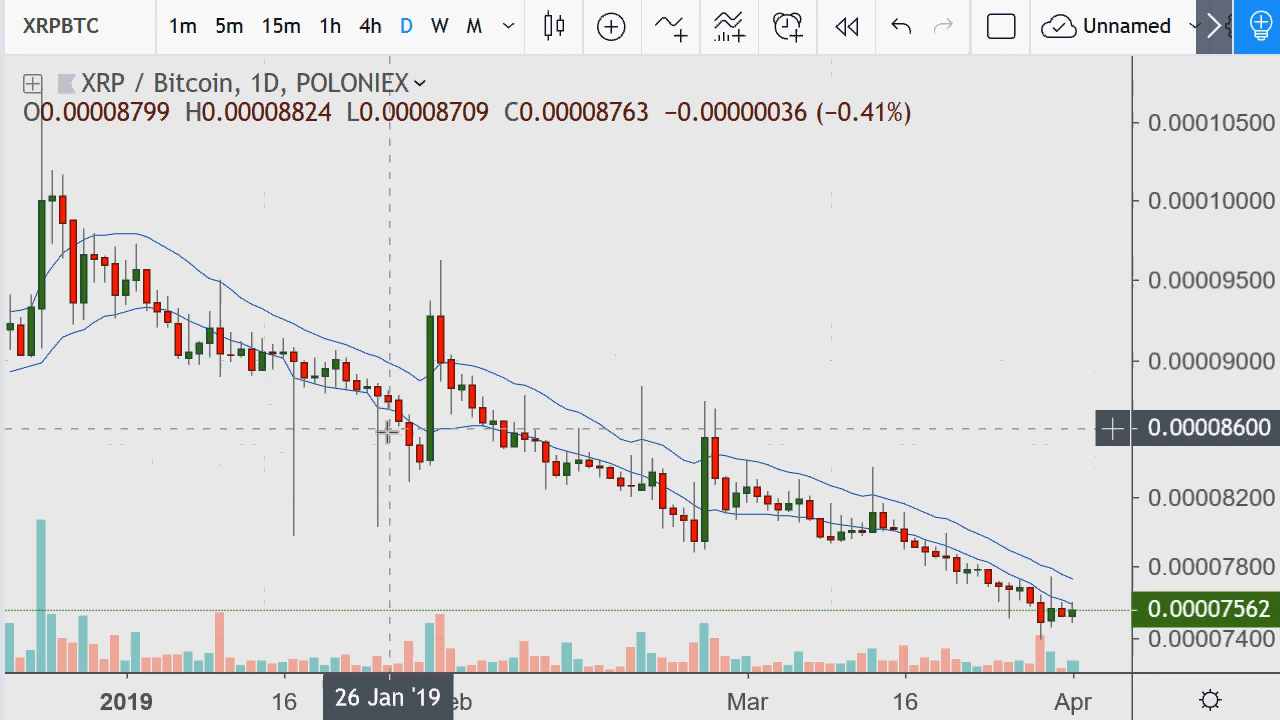 XRPBTC 1m 5m 15m 1h 4h D W M Unnamed
XRP / Bitcoin, 1D, POLONIEX
O0.00008799 H0.00008824 L0.00008709 C0.00008763 −0.00000036 (−0.41%)
0.00010500
0.00010000
0.00009500
0.00009000
0.00008600
0.00008200
0.00007800
0.00007562
0.00007400
2019 16 26 Jan '19 eb Mar 16 Apr